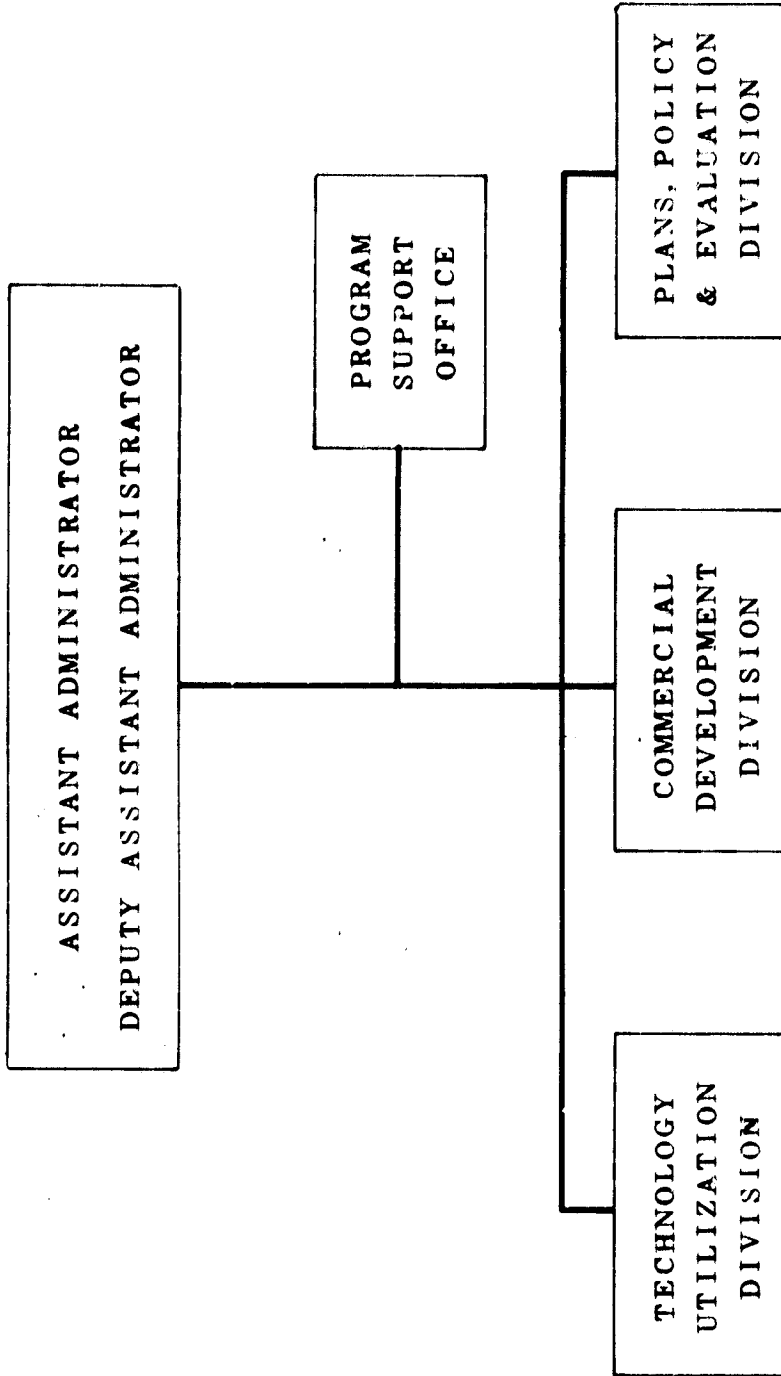 ASSISTANT ADMINISTRATOR
DEPUTY ASSISTANT ADMINISTRATOR
PROGRAM
SUPPORT
OFFICE
TECHNOLOGY
UTILIZATION
DIVISION
COMMERCIAL
DEVELOPMENT
DIVISION
PLANS, POLICY
& EVALUATION
DIVISION